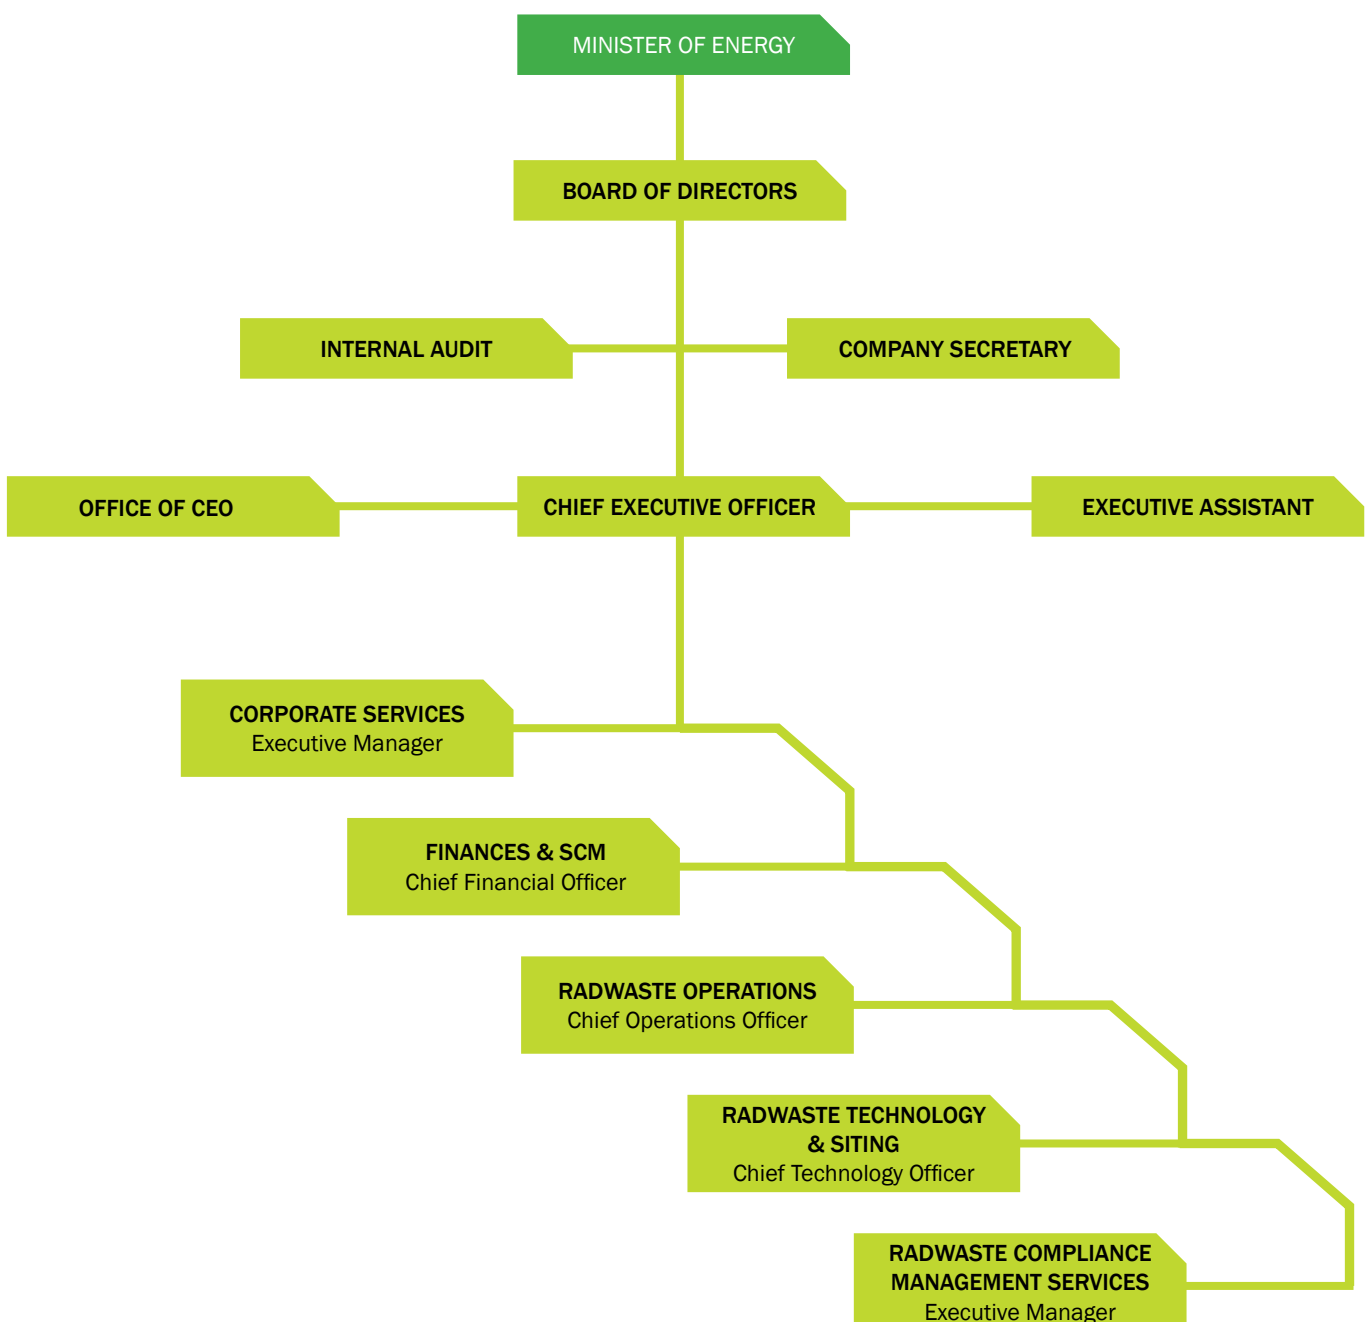 MINISTER OF ENERGY
BOARD OF DIRECTORS
INTERNAL AUDIT
COMPANY SECRETARY
OFFICE OF CEO
CHIEF EXECUTIVE OFFICER
EXECUTIVE ASSISTANT
CORPORATE SERVICES
Executive Manager
FINANCES & SCM
Chief Financial Officer
RADWASTE OPERATIONS
Chief Operations Officer
RADWASTE TECHNOLOGY
& SITING
Chief Technology Officer
RADWASTE COMPLIANCE
MANAGEMENT SERVICES
Executive Manager